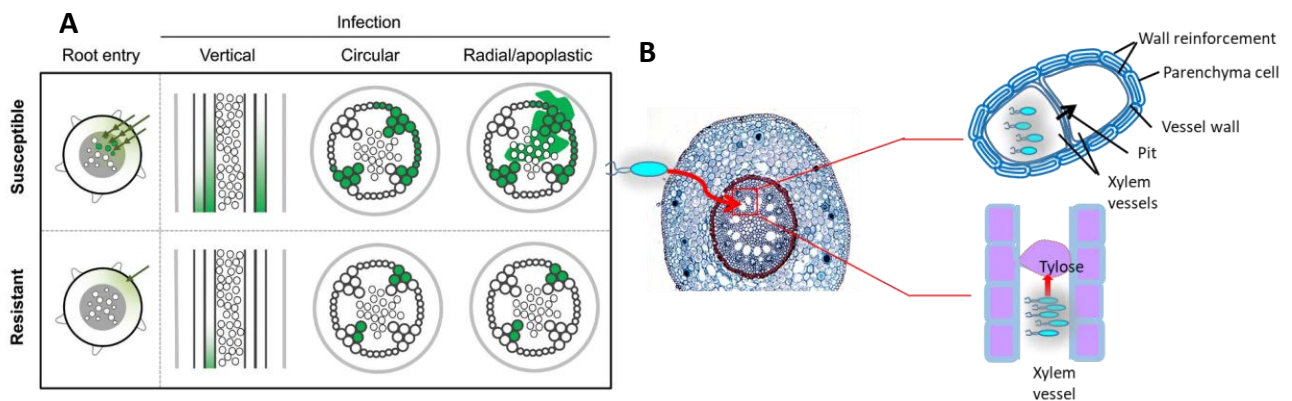 A
Infection
Root entry
Vertical
Circular
Radial/apoplastic
Susceptible
Resistant
B
Wall reinforcement
Parenchyma cell
Vessel wall
Pit
Xylem
vessels
Tylose
Xylem
vessel